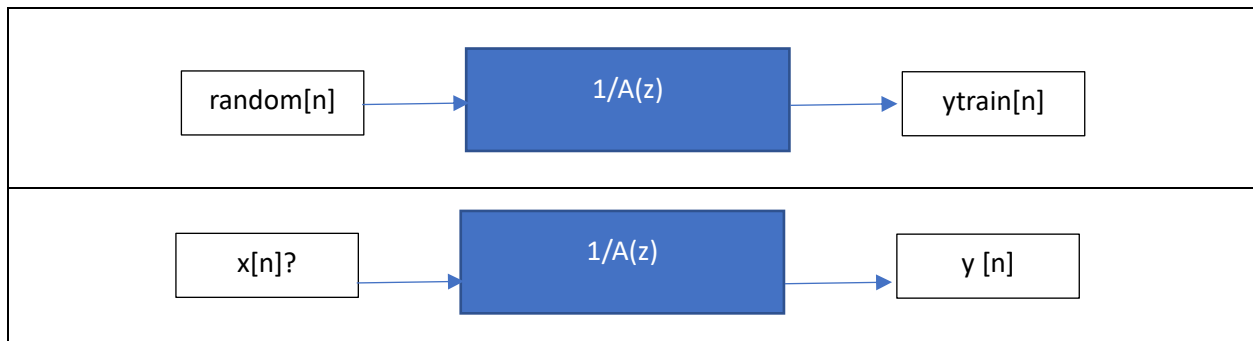 random[n]
1/A(z)
ytrain[n]
x[n]?
1/A(z)
y [n]